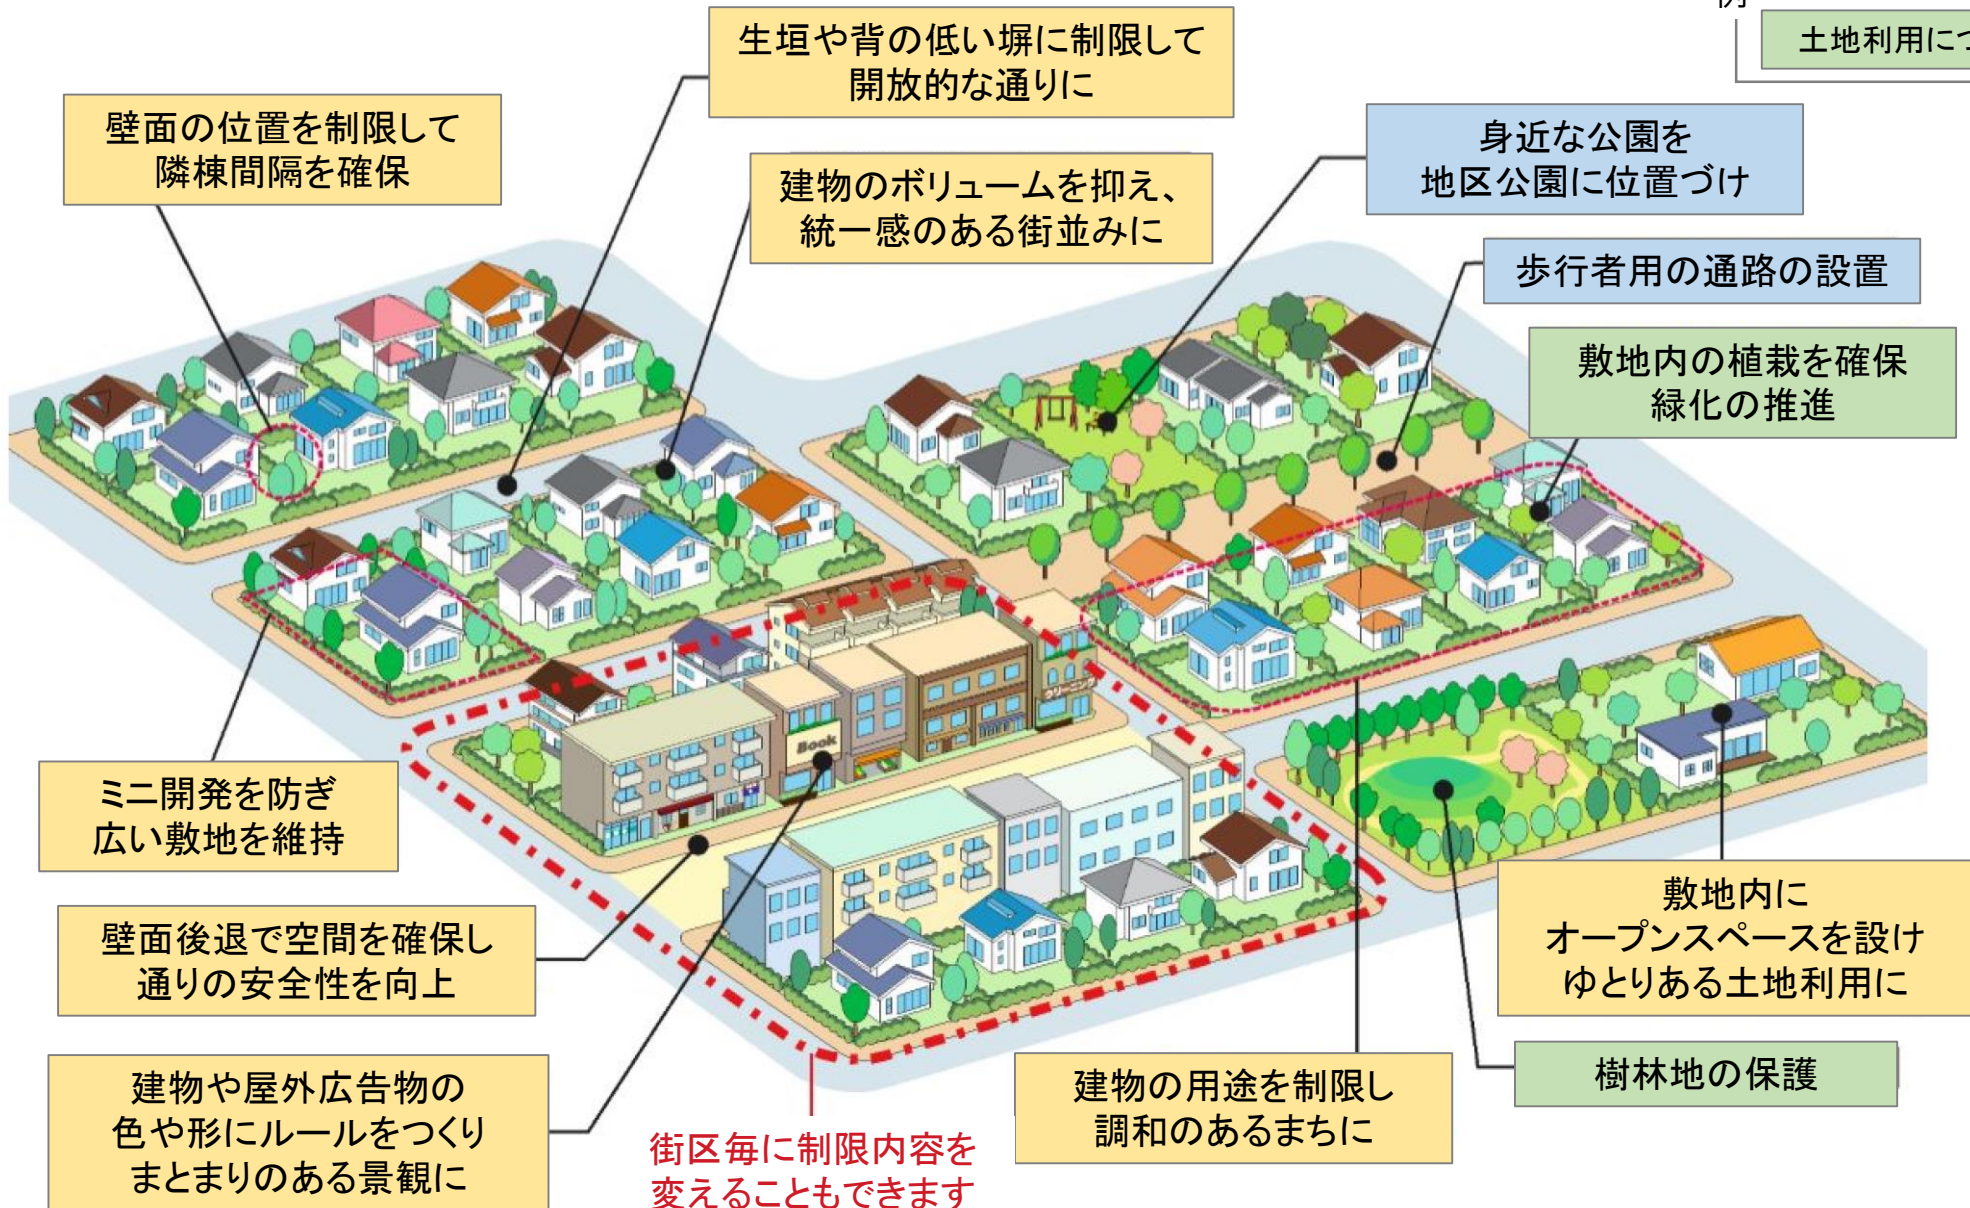 例
土地利用につ
生垣や背の低い塀に制限して
開放的な通りに
壁面の位置を制限して
隣棟間隔を確保
建物のボリュームを抑え、
統一感のある街並みに
身近な公園を
地区公園に位置づけ
歩行者用の通路の設置
敷地内の植栽を確保
緑化の推進
クリーニング
Book
ミニ開発を防ぎ
広い敷地を維持
壁面後退で空間を確保し
通りの安全性を向上
敷地内に
オープンスペースを設け
ゆとりある土地利用に
樹林地の保護
建物の用途を制限し
調和のあるまちに
建物や屋外広告物の
色や形にルールをつくり
まとまりのある景観に
街区毎に制限内容を
変えることもできます